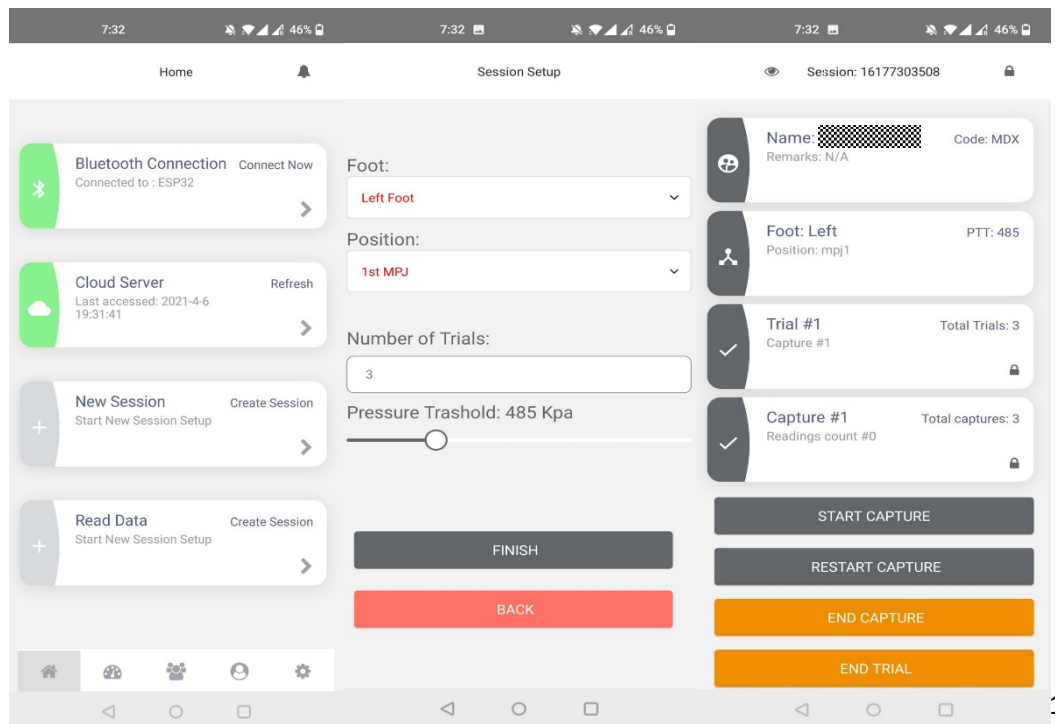 7:32
46%
Home
Bluetooth Connection Connect Now
Connected to : ESP32
Cloud Server Refresh
Last accessed: 2021-4-6
19:31:41
New Session Create Session
Start New Session Setup
Read Data Create Session
Start New Session Setup
7:32
46%
Session Setup
Foot:
Left Foot
Position:
1st MPJ
Number of Trials:
3
Pressure Trashold: 485 Kpa
FINISH
BACK
7:32
46%
Session: 16177303508
Name: Code: MDX
Remarks: N/A
Foot: Left PTT: 485
Position: mpj1
Trial #1 Total Trials: 3
Capture #1
Capture #1 Total captures: 3
Readings count #0
START CAPTURE
RESTART CAPTURE
END CAPTURE
END TRIAL